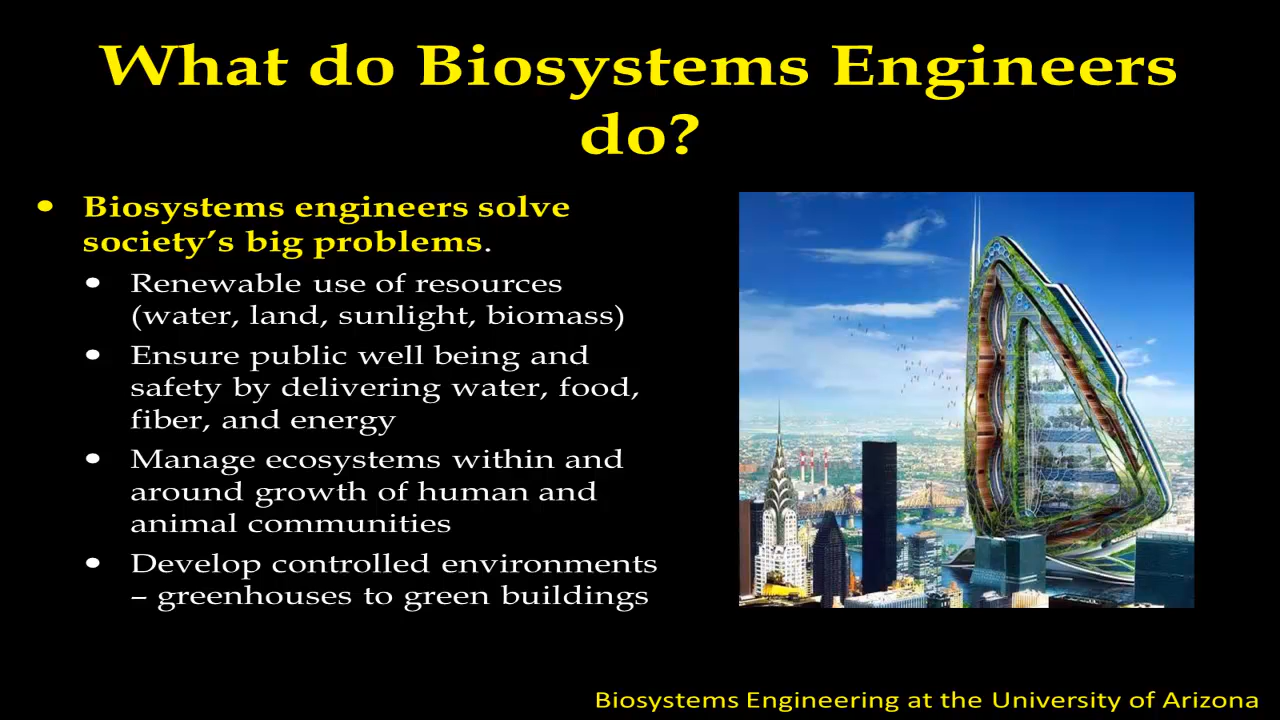 What do Biosystems Engineers
do?
• Biosystems engineers solve
society’s big problems.
• Renewable use of resources
(water, land, sunlight, biomass)
• Ensure public well being and
safety by delivering water, food,
fiber, and energy
• Manage ecosystems within and
around growth of human and
animal communities
• Develop controlled environments
– greenhouses to green buildings
Biosystems Engineering at the University of Arizona